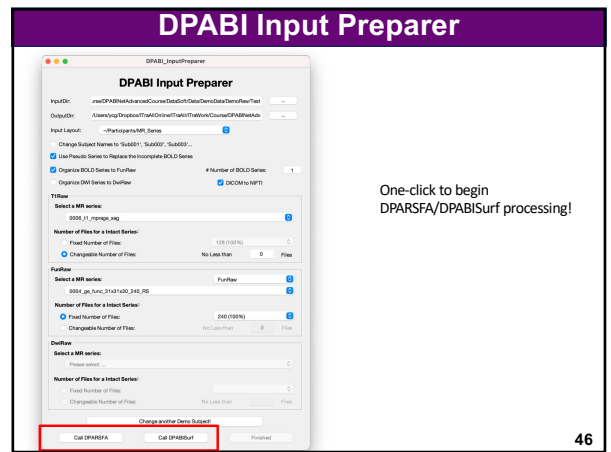 DPABI Input Preparer
DPABI_InputPreparer
DPABI Input Preparer
InputDir: .rse/DPABINetAdvancedCourse/DataSoft/Data/DemoData/DemoRaw/Test ...
OutputDir: /Users/ycg/Dropbox/ITraAllOnline/ITraAll/ITraWork/Course/DPABINetAdv. ...
Input Layout: ~/Participants/MR_Series
Change Subject Names to 'Sub001', 'Sub002', 'Sub003'...
Use Pseudo Series to Replace the Incomplete BOLD Series
Organize BOLD Series to FunRaw # Number of BOLD Series: 1
Organize DWI Series to DwiRaw DICOM to NIFTI
T1Raw
Select a MR series:
0006_t1_mprage_sag
Number of Files for a Intact Series:
Fixed Number of Files: 128 (100%)
Changeable Number of Files: No Less than 0 Files
FunRaw
Select a MR series: FunRaw
0004_ge_func_31x31x30_240_RS
Number of Files for a Intact Series:
Fixed Number of Files: 240 (100%)
Changeable Number of Files: No Less than 0 Files
DwiRaw
Select a MR series:
Please select ...
Number of Files for a Intact Series:
Fixed Number of Files:
Changeable Number of Files: No Less than Files
Change another Demo Subject!
Call DPARSFA Call DPABISurf Finished
One-click to begin
DPARSFA/DPABISurf processing!
46